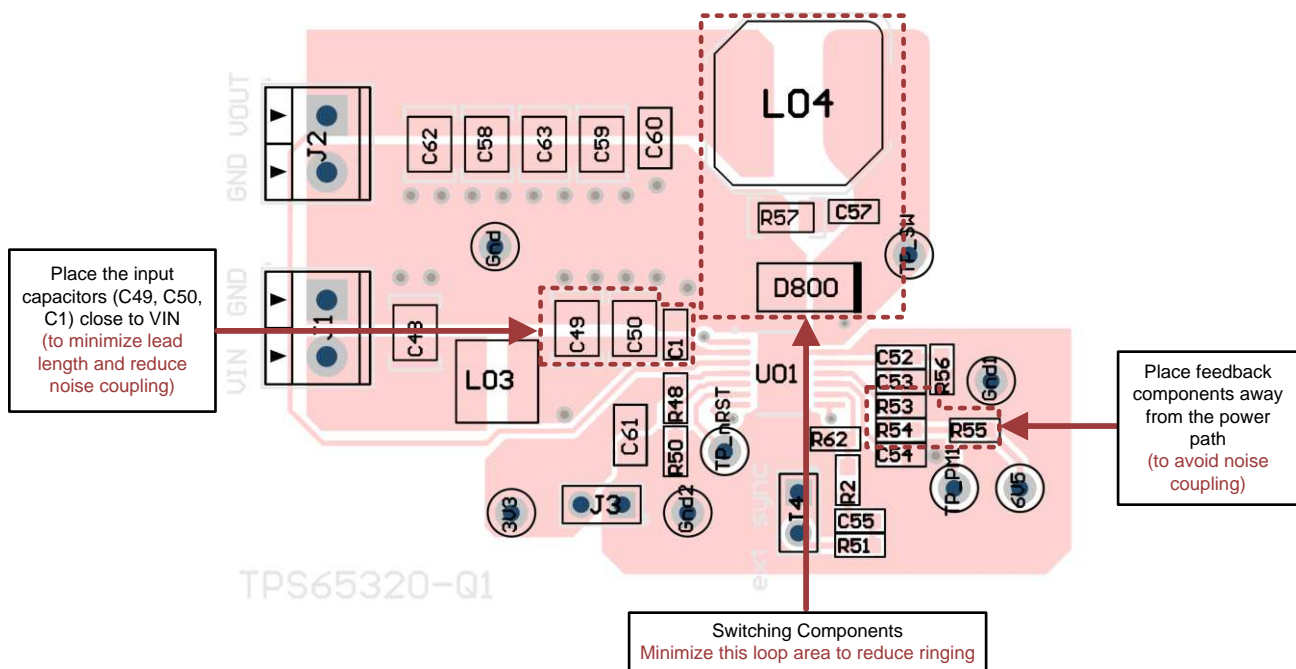 VOUT
GND
J2
C62
C58
C63
C59
C60
L04
R57
C57
TP_SM
Gnd
D800
GND
VIN
J1
C48
L03
C49
C50
C1
U01
C52
C53
R53
R54
C54
R56
Gnd1
R55
R48
R50
C61
TP_nRST
R62
R2
C55
R51
TP_PM1
6V5
3V3
J3
Gnd2
ext sync
TPS65320-Q1
Place the input
capacitors (C49, C50,
C1) close to VIN
(to minimize lead
length and reduce
noise coupling)
Place feedback
components away
from the power
path
(to avoid noise
coupling)
Switching Components
Minimize this loop area to reduce ringing